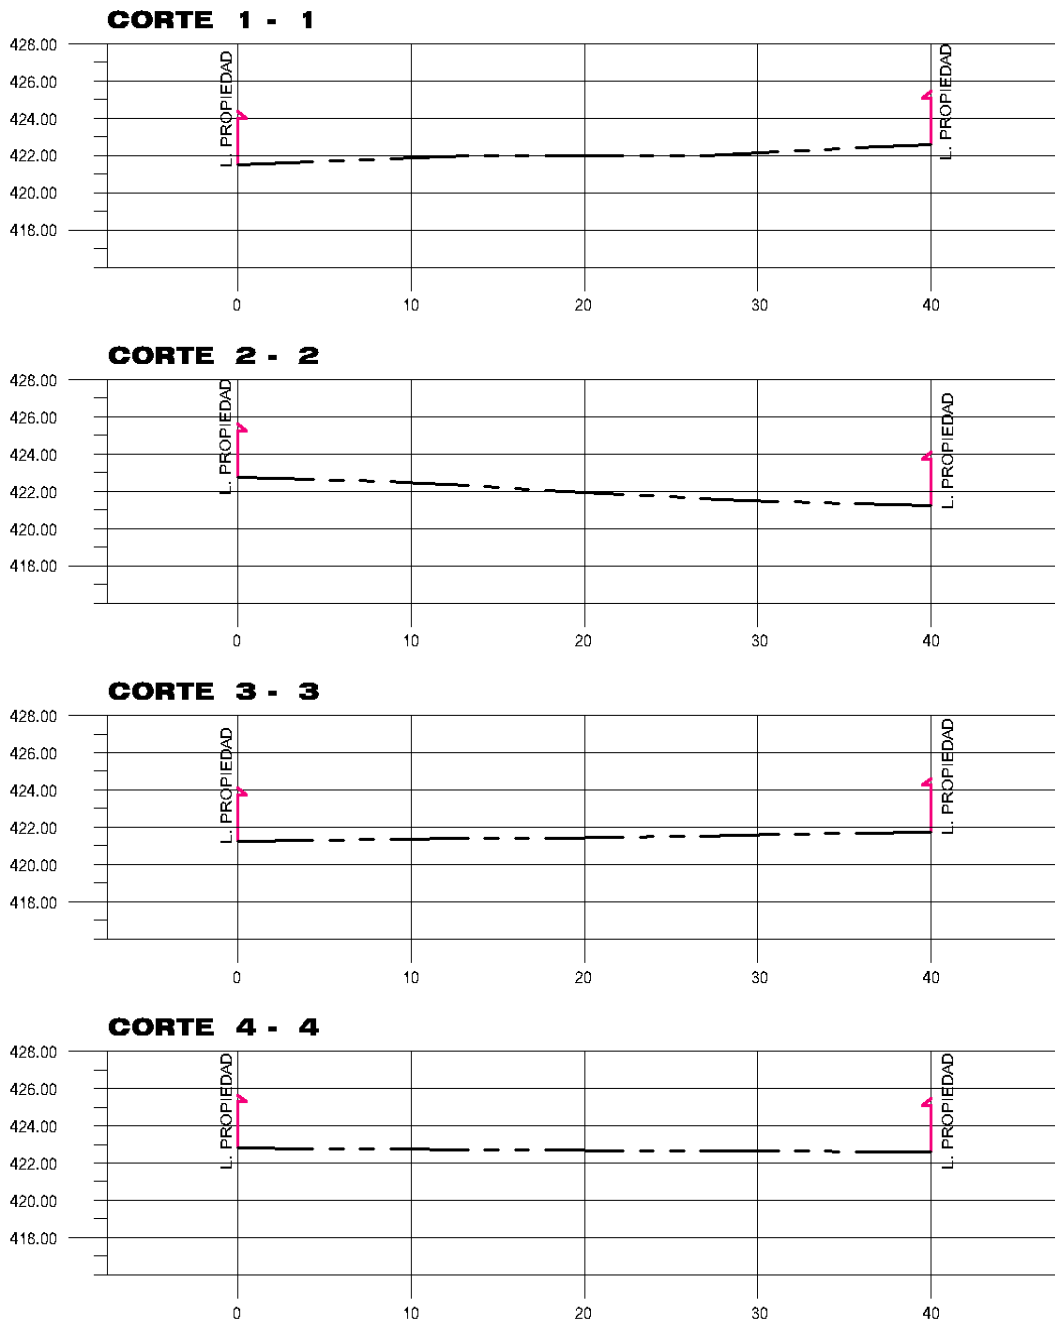 CORTE 1 - 1
428.00
426.00
424.00
422.00
420.00
418.00
L. PROPIEDAD
L. PROPIEDAD
0 10 20 30 40
CORTE 2 - 2
428.00
426.00
424.00
422.00
420.00
418.00
L. PROPIEDAD
L. PROPIEDAD
0 10 20 30 40
CORTE 3 - 3
428.00
426.00
424.00
422.00
420.00
418.00
L. PROPIEDAD
L. PROPIEDAD
0 10 20 30 40
CORTE 4 - 4
428.00
426.00
424.00
422.00
420.00
418.00
L. PROPIEDAD
L. PROPIEDAD
0 10 20 30 40